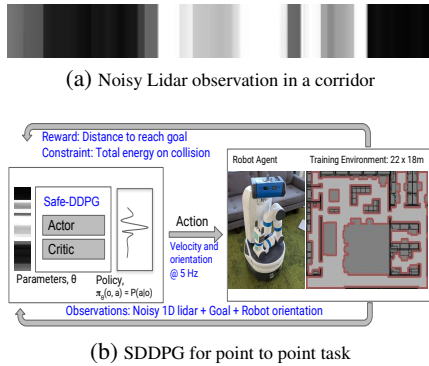 (a) Noisy Lidar observation in a corridor
Reward: Distance to reach goal
Constraint: Total energy on collision
Robot Agent
Training Environment: 22 x 18m
Safe-DDPG
Actor
Critic
Action
Velocity and
orientation
@ 5 Hz
Parameters, θ
Policy,
π_θ(o, a) = P(a|o)
Observations: Noisy 1D lidar + Goal + Robot orientation
(b) SDDPG for point to point task